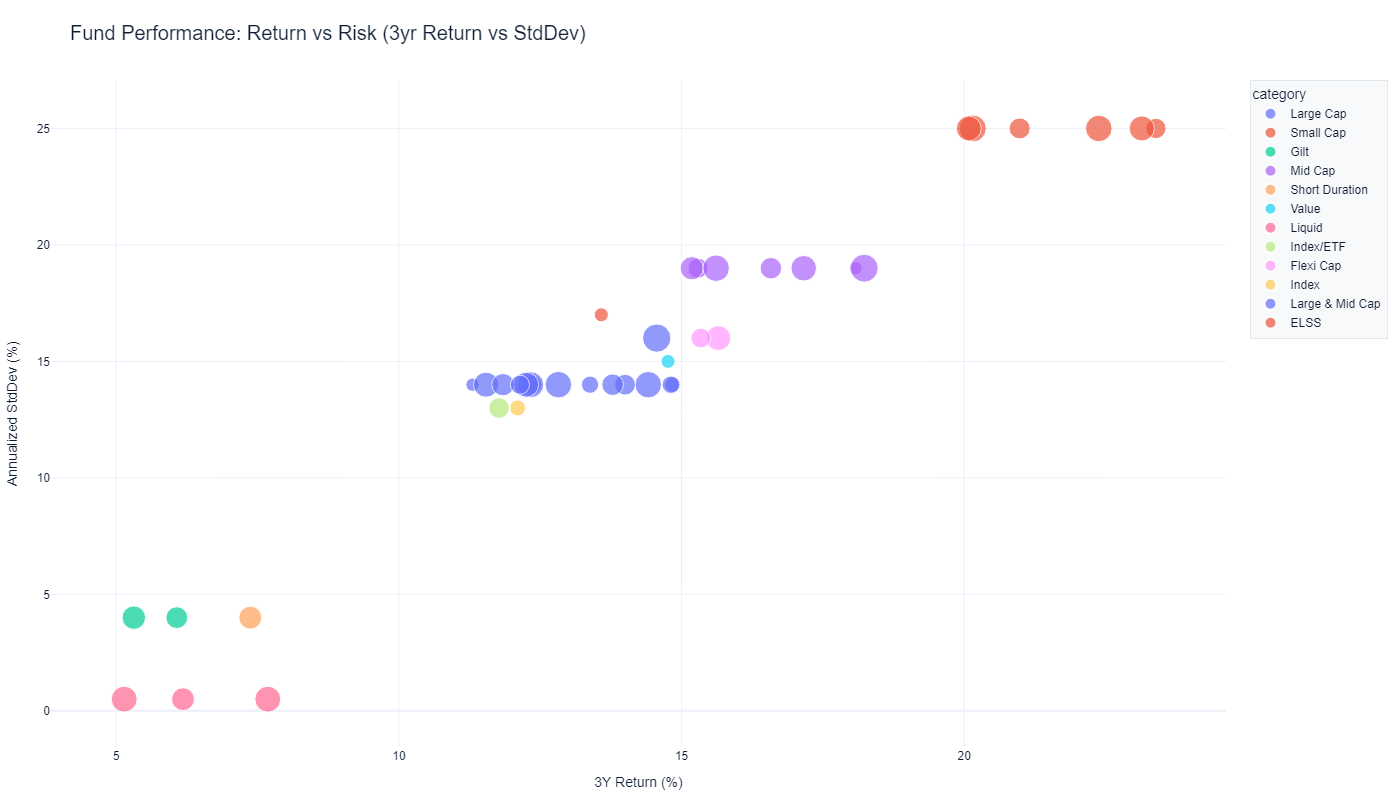 Fund Performance: Return vs Risk (3yr Return vs StdDev)
category
Large Cap
Small Cap
Gilt
Mid Cap
Short Duration
Value
Liquid
Index/ETF
Flexi Cap
Index
Large & Mid Cap
ELSS
Annualized StdDev (%)
25
20
15
10
5
0
5
10
15
20
3Y Return (%)